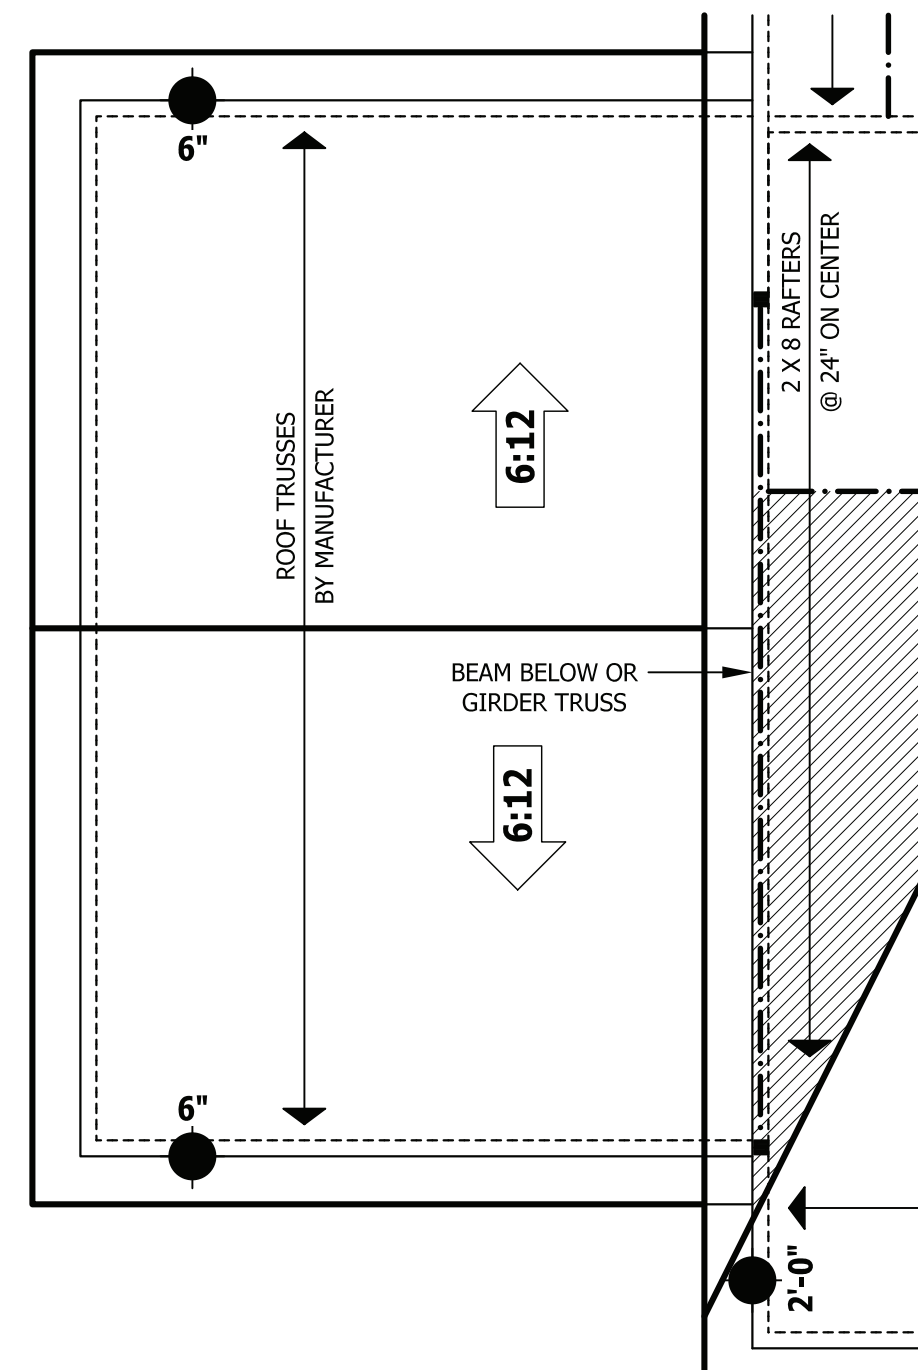 6"
2 X 8 RAFTERS
@ 24" ON CENTER
6:12
ROOF TRUSSES
BY MANUFACTURER
BEAM BELOW OR
GIRDER TRUSS
6:12
6"
2'-0"